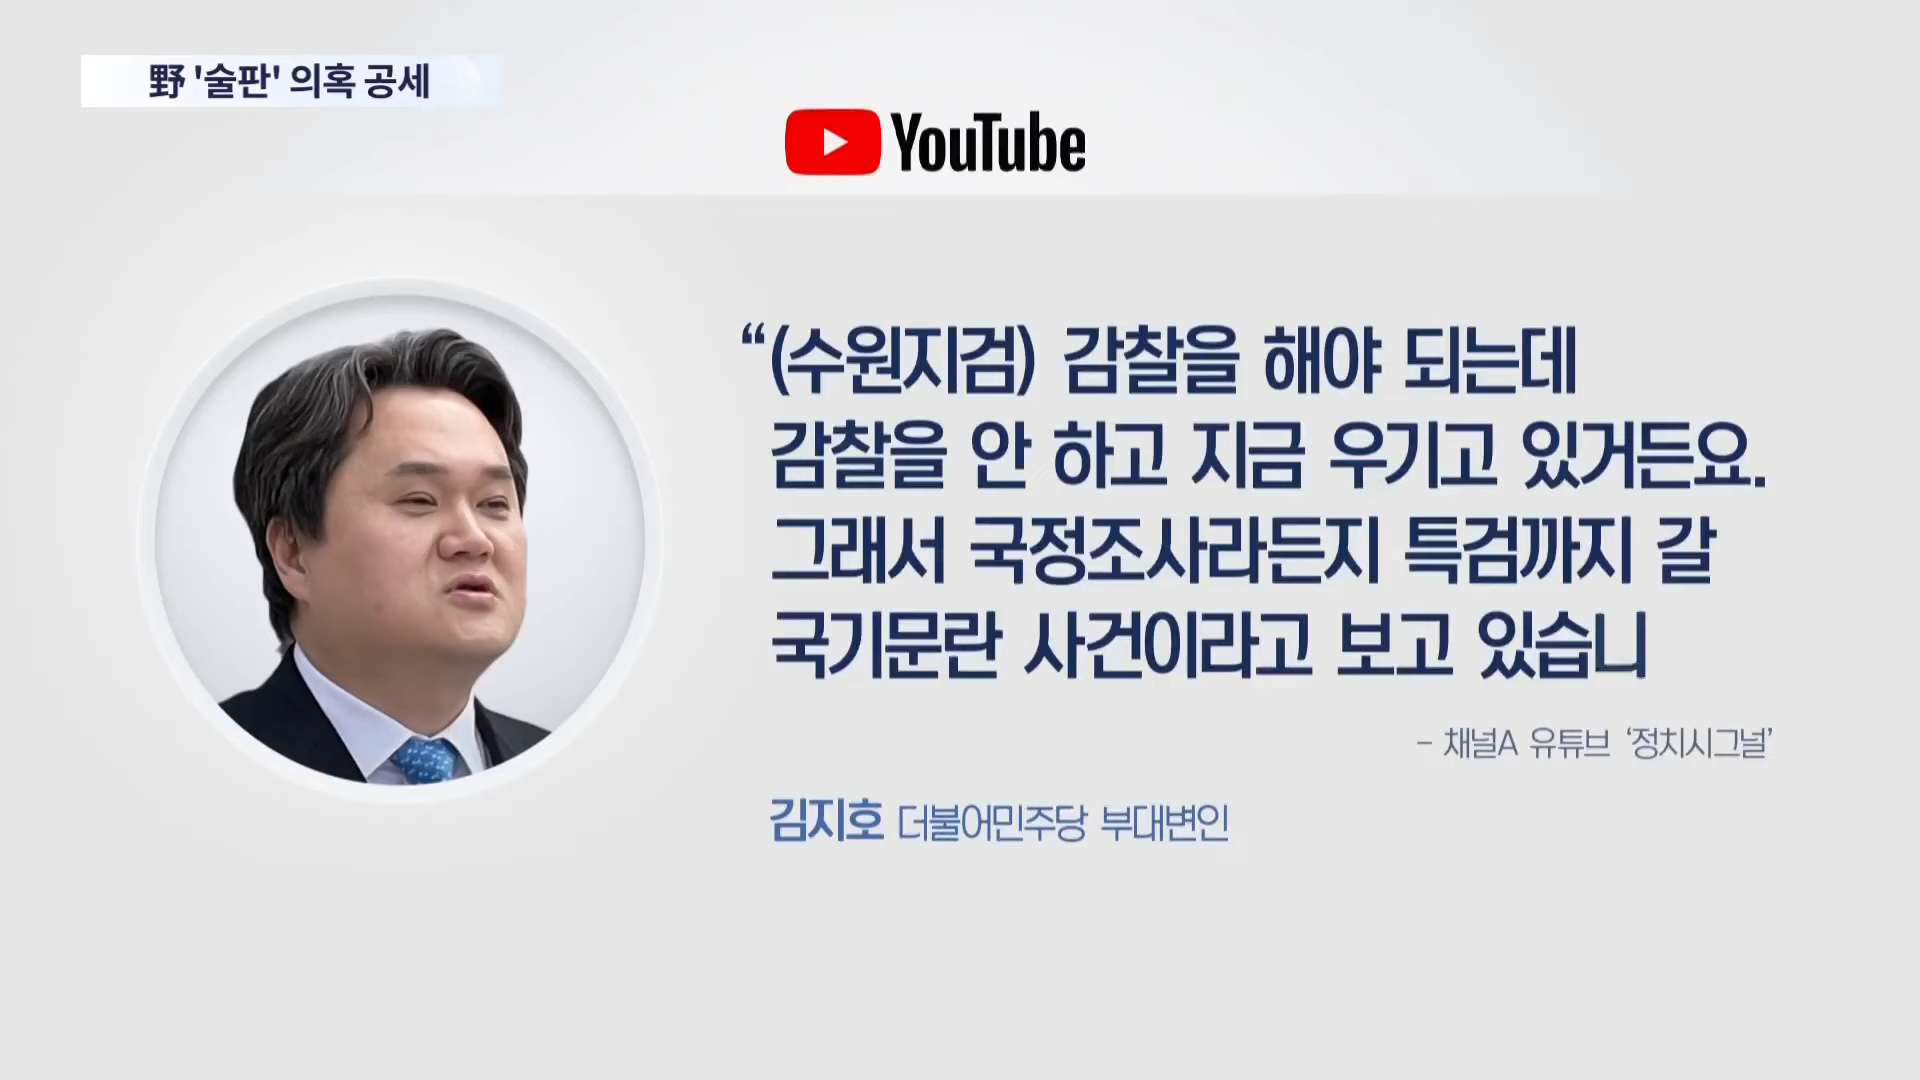 野 '술판' 의혹 공세
YouTube
“(수원지검) 감찰을 해야 되는데
감찰을 안 하고 지금 우기고 있거든요.
그래서 국정조사라든지 특검까지 갈
국기문란 사건이라고 보고 있습니
- 채널A 유튜브 ‘정치시그널’
김지호 더불어민주당 부대변인